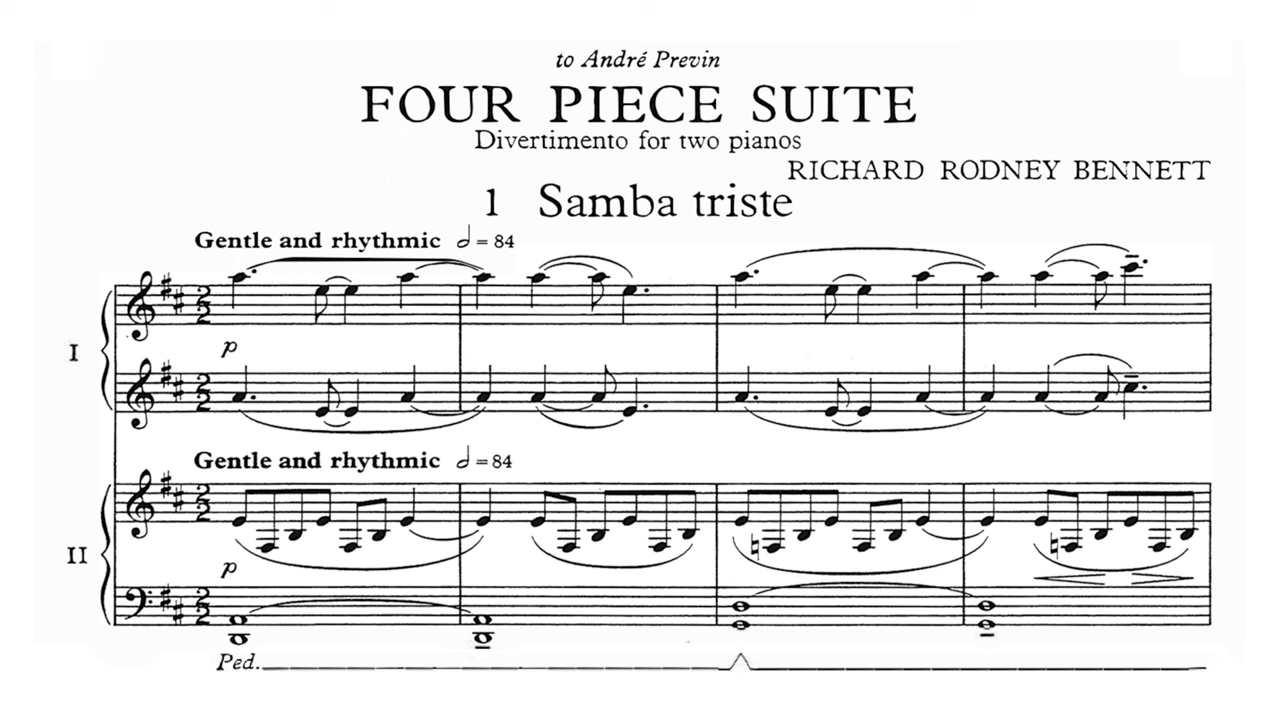 to André Previn
FOUR PIECE SUITE
Divertimento for two pianos
RICHARD RODNEY BENNETT
1 Samba triste
Gentle and rhythmic 𝅗𝅥 = 84
I
p
Gentle and rhythmic 𝅗𝅥 = 84
II
p
Ped.